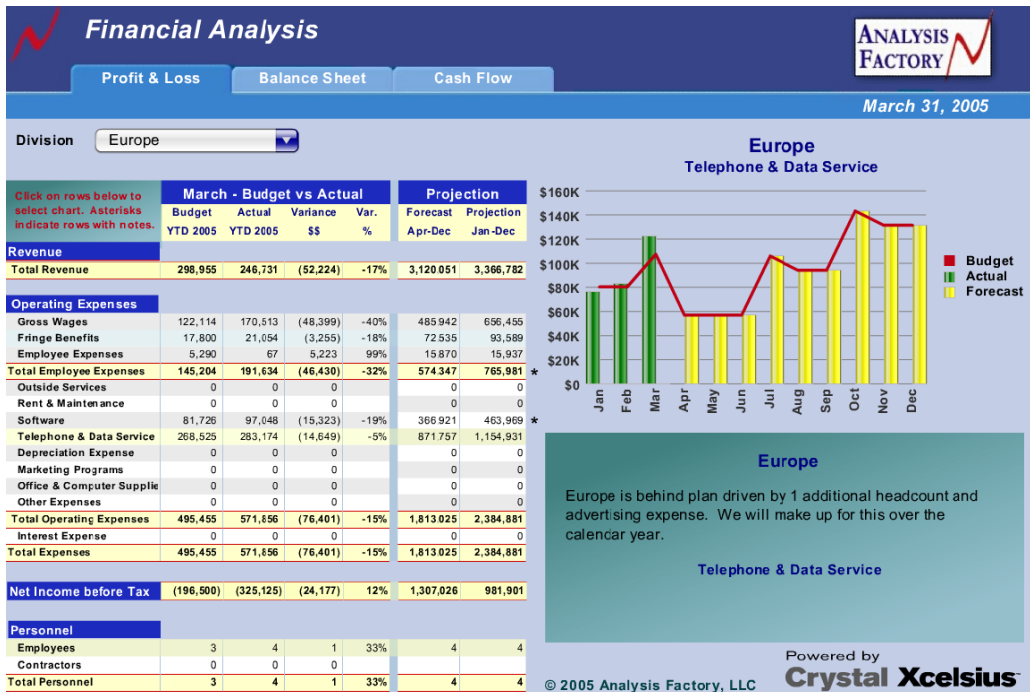 Financial Analysis
ANALYSIS
FACTORY
Profit & Loss Balance Sheet Cash Flow
March 31, 2005
Division Europe
Click on rows below to
select chart. Asterisks
indicate rows with notes.
March - Budget vs Actual Projection
Budget Actual Variance Var. Forecast Projection
YTD 2005 YTD 2005 $$ % Apr-Dec Jan-Dec
Revenue
Total Revenue 298,955 246,731 (52,224) -17% 3,120.051 3,366,782
Operating Expenses
Gross Wages 122,114 170,513 (48,399) -40% 485.942 656,455
Fringe Benefits 17,800 21,054 (3,255) -18% 72.535 93,589
Employee Expenses 5,290 67 5,223 99% 15.870 15,937
Total Employee Expenses 145,204 191,634 (46,430) -32% 574.347 765,981 *
Outside Services 0 0 0 0 0
Rent & Maintenance 0 0 0 0 0
Software 81,726 97,048 (15,323) -19% 366.921 463,969 *
Telephone & Data Service 268,525 283,174 (14,649) -5% 871.757 1,154,931
Depreciation Expense 0 0 0 0 0
Marketing Programs 0 0 0 0 0
Office & Computer Supplie 0 0 0 0 0
Other Expenses 0 0 0 0 0
Total Operating Expenses 495,455 571,856 (76,401) -15% 1,813.025 2,384,881
Interest Expense 0 0 0 0 0
Total Expenses 495,455 571,856 (76,401) -15% 1,813.025 2,384,881
Net Income before Tax (196,500) (325,125) (24,177) 12% 1,307,026 981,901
Personnel
Employees 3 4 1 33% 4 4
Contractors 0 0 0
Total Personnel 3 4 1 33% 4 4
Europe
Telephone & Data Service
$160K
$140K
$120K
$100K
$80K
$60K
$40K
$20K
$0
Jan Feb Mar Apr May Jun Jul Aug Sep Oct Nov Dec
Budget
Actual
Forecast
Europe
Europe is behind plan driven by 1 additional headcount and
advertising expense. We will make up for this over the
calendar year.
Telephone & Data Service
Powered by
Crystal Xcelsius
© 2005 Analysis Factory, LLC